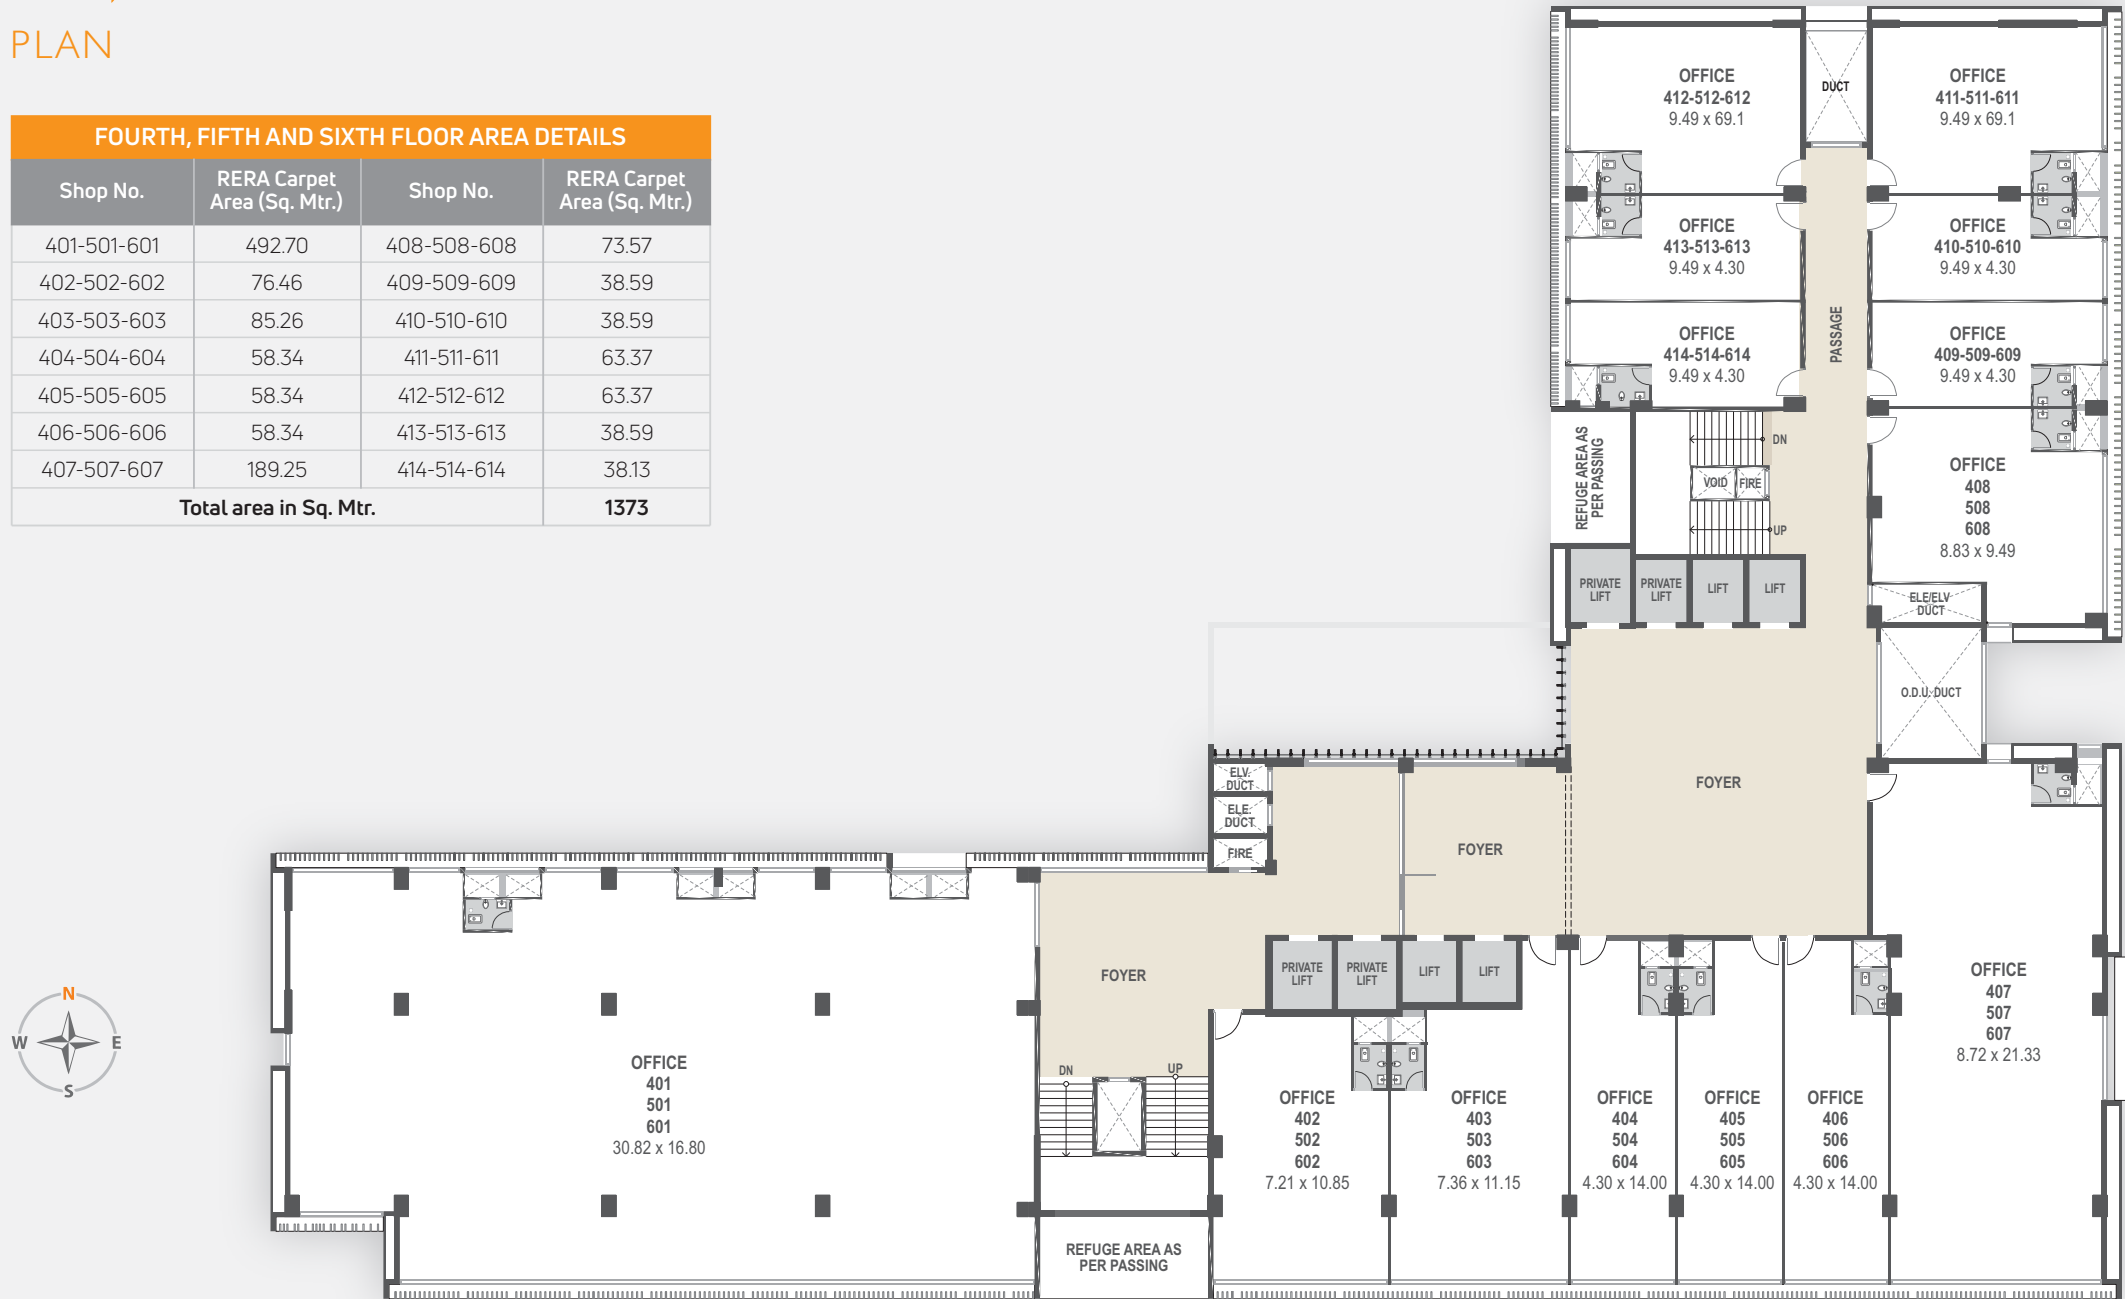 PLAN
FOURTH, FIFTH AND SIXTH FLOOR AREA DETAILS
Shop No. RERA Carpet Area (Sq. Mtr.) Shop No. RERA Carpet Area (Sq. Mtr.)
401-501-601 492.70 408-508-608 73.57
402-502-602 76.46 409-509-609 38.59
403-503-603 85.26 410-510-610 38.59
404-504-604 58.34 411-511-611 63.37
405-505-605 58.34 412-512-612 63.37
406-506-606 58.34 413-513-613 38.59
407-507-607 189.25 414-514-614 38.13
Total area in Sq. Mtr. 1373
OFFICE
412-512-612
9.49 x 69.1
DUCT
OFFICE
411-511-611
9.49 x 69.1
OFFICE
413-513-613
9.49 x 4.30
OFFICE
410-510-610
9.49 x 4.30
PASSAGE
OFFICE
414-514-614
9.49 x 4.30
OFFICE
409-509-609
9.49 x 4.30
REFUGE AREA AS
PER PASSING
DN
VOID
FIRE
UP
OFFICE
408
508
608
8.83 x 9.49
PRIVATE
LIFT
PRIVATE
LIFT
LIFT
LIFT
ELE/ELV
DUCT
O.D.U. DUCT
FOYER
ELV.
DUCT
ELE.
DUCT
FIRE
FOYER
FOYER
PRIVATE
LIFT
PRIVATE
LIFT
LIFT
LIFT
DN
UP
N
W
E
S
OFFICE
401
501
601
30.82 x 16.80
OFFICE
402
502
602
7.21 x 10.85
OFFICE
403
503
603
7.36 x 11.15
OFFICE
404
504
604
4.30 x 14.00
OFFICE
405
505
605
4.30 x 14.00
OFFICE
406
506
606
4.30 x 14.00
OFFICE
407
507
607
8.72 x 21.33
REFUGE AREA AS
PER PASSING